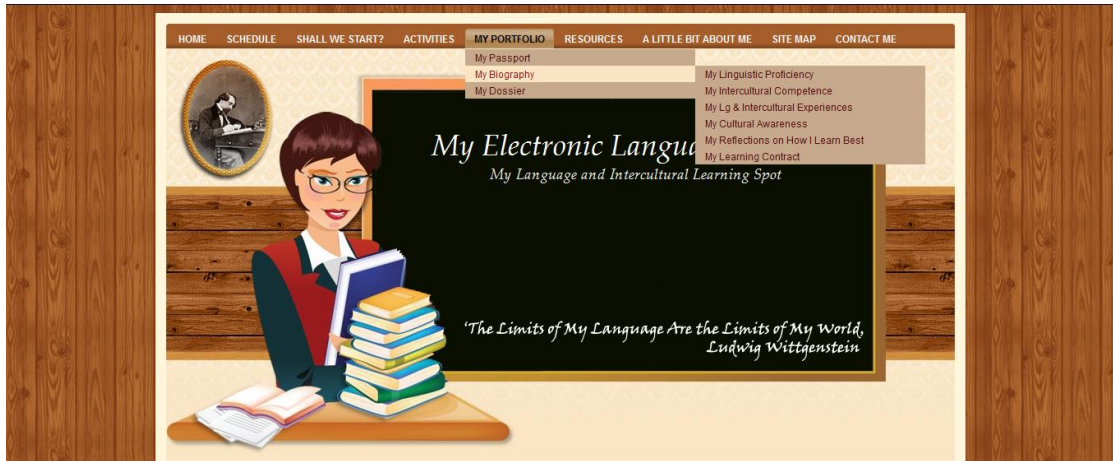 HOME SCHEDULE SHALL WE START? ACTIVITIES MY PORTFOLIO RESOURCES A LITTLE BIT ABOUT ME SITE MAP CONTACT ME
My Passport
My Biography
My Dossier
My Linguistic Proficiency
My Intercultural Competence
My Lg & Intercultural Experiences
My Cultural Awareness
My Reflections on How I Learn Best
My Learning Contract
My Electronic
My Language and Intercultural Learning Spot
'The Limits of My Language Are the Limits of My World,
Ludwig Wittgenstein